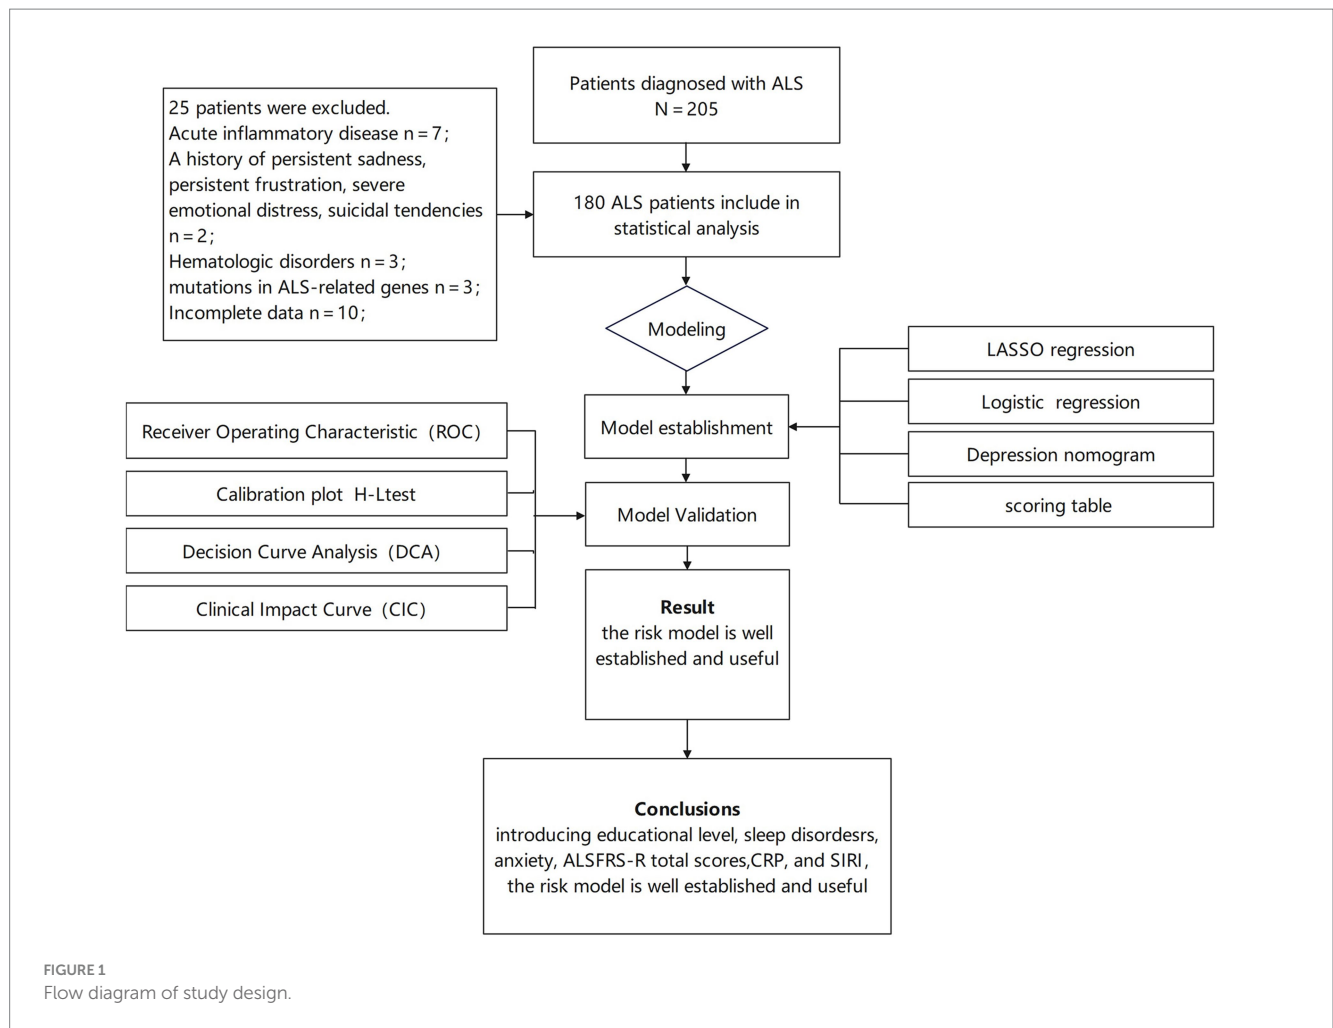 Patients diagnosed with ALS
N = 205
25 patients were excluded.
Acute inflammatory disease n = 7;
A history of persistent sadness,
persistent frustration, severe
emotional distress, suicidal tendencies
n = 2;
Hematologic disorders n = 3;
mutations in ALS-related genes n = 3;
Incomplete data n = 10;
180 ALS patients include in
statistical analysis
Modeling
LASSO regression
Logistic regression
Depression nomogram
scoring table
Model establishment
Receiver Operating Characteristic (ROC)
Calibration plot H-Ltest
Decision Curve Analysis (DCA)
Clinical Impact Curve (CIC)
Model Validation
Result
the risk model is well
established and useful
Conclusions
introducing educational level, sleep disordesrs,
anxiety, ALSFRS-R total scores,CRP, and SIRI,
the risk model is well established and useful
FIGURE 1
Flow diagram of study design.